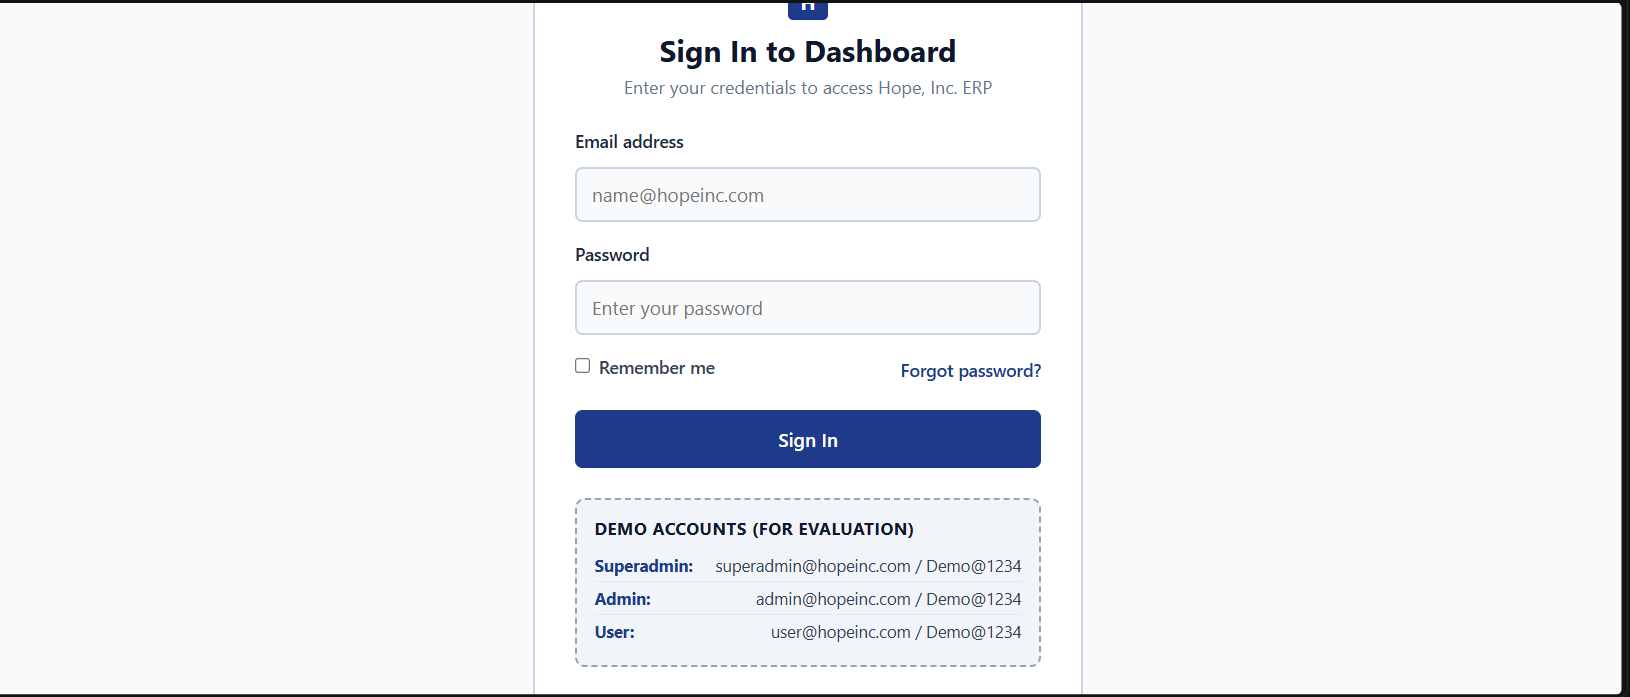 H
Sign In to Dashboard
Enter your credentials to access Hope, Inc. ERP
Email address
name@hopeinc.com
Password
Enter your password
Remember me
Forgot password?
Sign In
DEMO ACCOUNTS (FOR EVALUATION)
Superadmin: superadmin@hopeinc.com / Demo@1234
Admin: admin@hopeinc.com / Demo@1234
User: user@hopeinc.com / Demo@1234